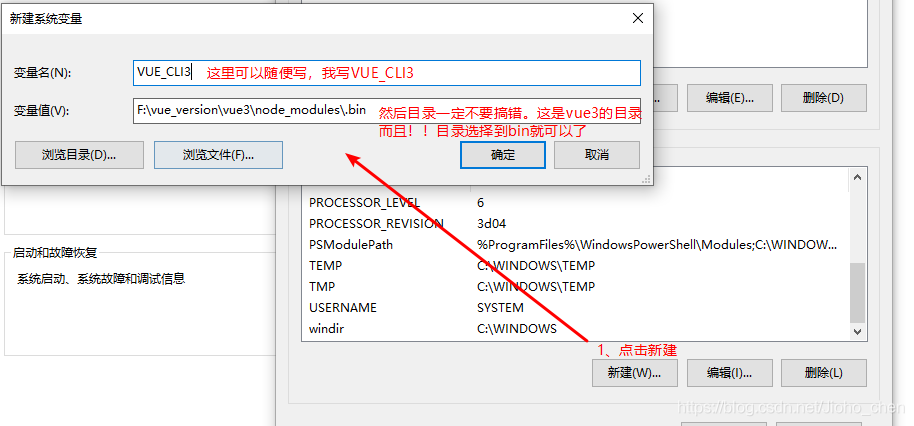 新建系统变量
变量名(N):
VUE_CLI3
这里可以随便写，我写VUE_CLI3
变量值(V):
F:\vue_version\vue3\node_modules\.bin
然后目录一定不要搞错。这是vue3的目录
而且！！目录选择到bin就可以了
浏览目录(D)...
浏览文件(F)...
确定
取消
编辑(E)...
删除(D)
PROCESSOR_LEVEL 6
PROCESSOR_REVISION 3d04
PSModulePath %ProgramFiles%\WindowsPowerShell\Modules;C:\WINDOW...
TEMP C:\WINDOWS\TEMP
TMP C:\WINDOWS\TEMP
USERNAME SYSTEM
windir C:\WINDOWS
启动和故障恢复
系统启动、系统故障和调试信息
1、点击新建
新建(W)...
编辑(I)...
删除(L)
https://blog.csdn.net/Jioho_chen